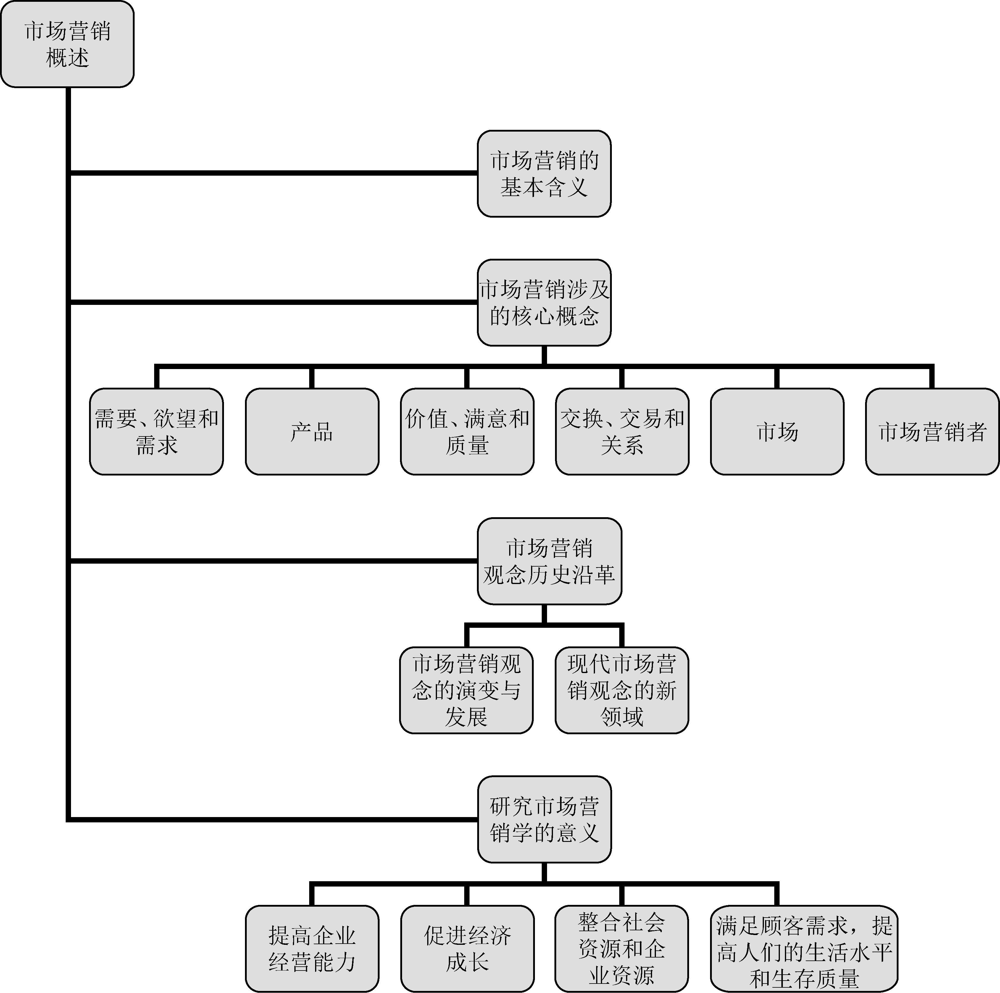 市场营销
概述
市场营销的
基本含义
市场营销涉及
的核心概念
需要、欲望和
需求
产品
价值、满意和
质量
交换、交易和
关系
市场
市场营销者
市场营销
观念历史沿革
市场营销观
念的演变与
发展
现代市场营
销观念的新
领域
研究市场营
销学的意义
提高企业
经营能力
促进经济
成长
整合社会
资源和企
业资源
满足顾客需求，提
高人们的生活水平
和生存质量